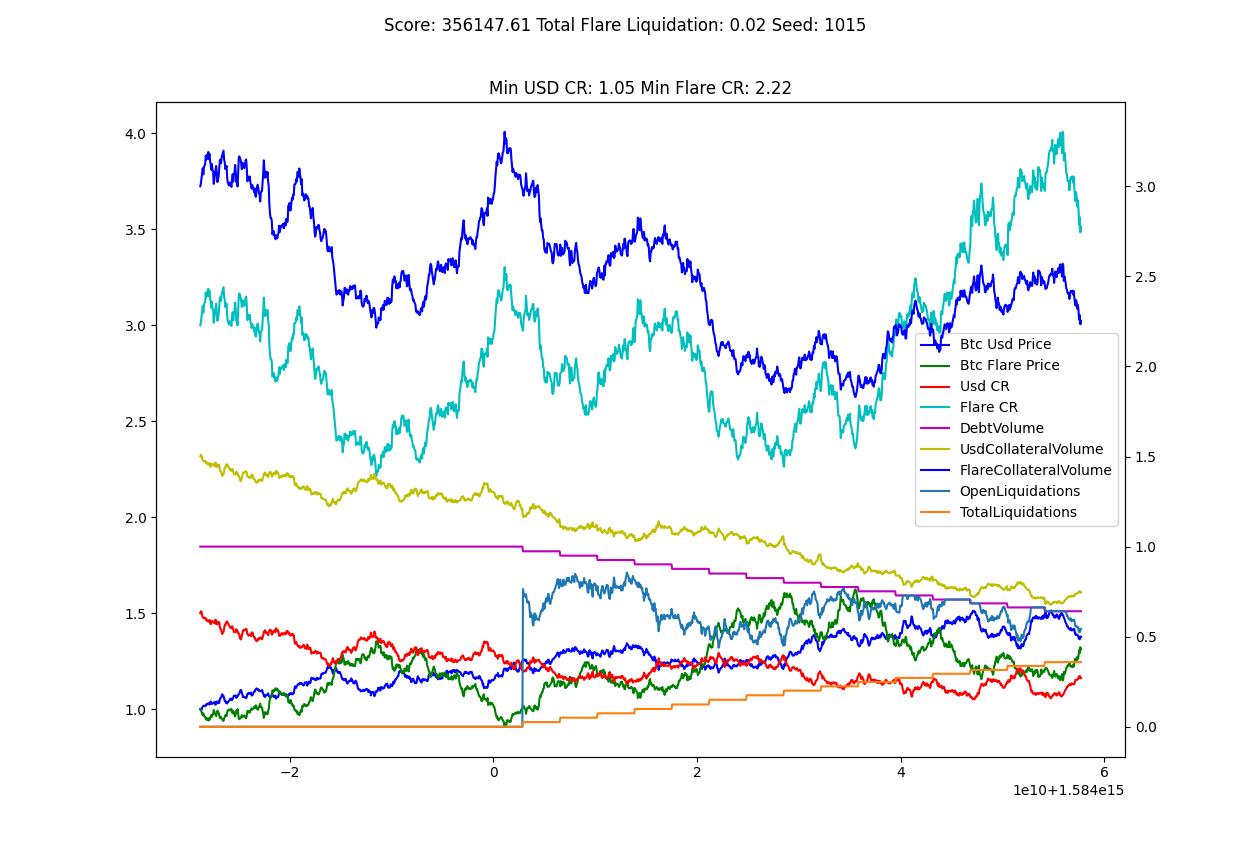 Score: 356147.61 Total Flare Liquidation: 0.02 Seed: 1015
Min USD CR: 1.05 Min Flare CR: 2.22
4.0
3.5
3.0
2.5
2.0
1.5
1.0
3.0
2.5
2.0
1.5
1.0
0.5
0.0
Btc Usd Price
Btc Flare Price
Usd CR
Flare CR
DebtVolume
UsdCollateralVolume
FlareCollateralVolume
OpenLiquidations
TotalLiquidations
−2 0 2 4 6
1e10+1.584e15